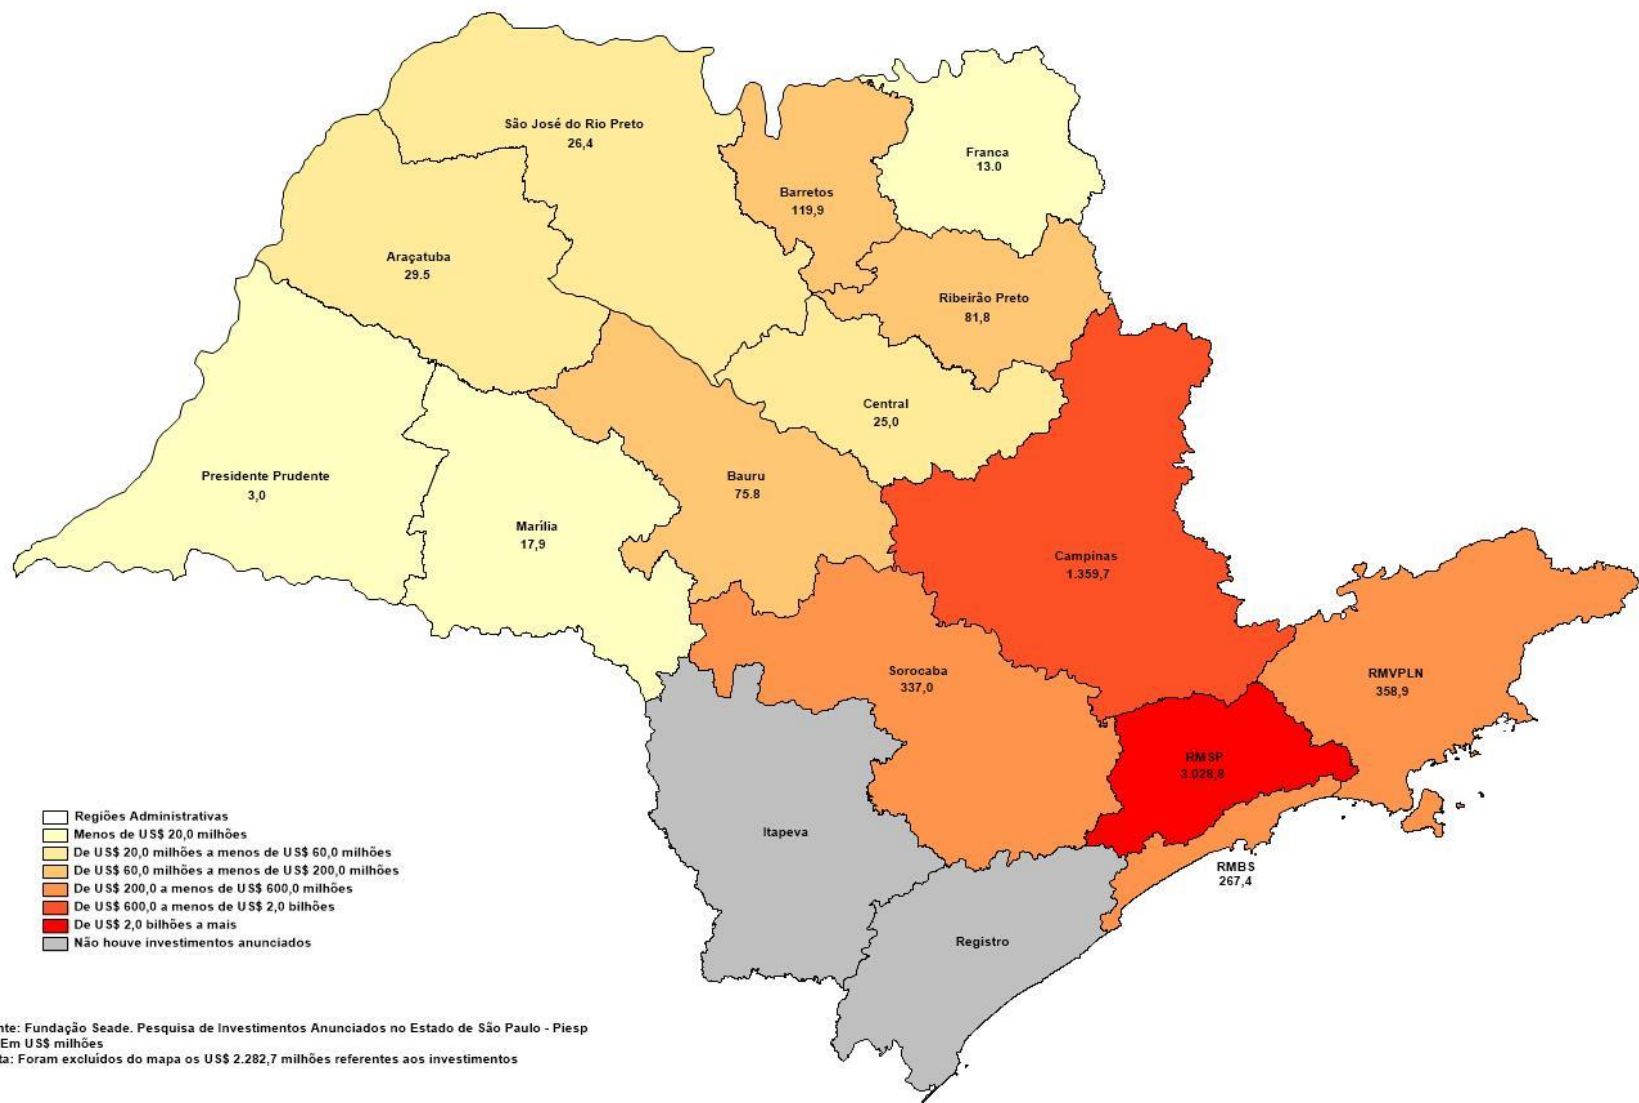 São José do Rio Preto
26,4
Franca
13.0
Barretos
119,9
Araçatuba
29.5
Ribeirão Preto
81,8
Central
25,0
Presidente Prudente
3,0
Bauru
75.8
Marília
17,9
Campinas
1.359,7
Sorocaba
337,0
RMVPLN
358,9
RMSP
3.028,8
Itapeva
RMBS
267,4
Registro
Regiões Administrativas
Menos de US$ 20,0 milhões
De US$ 20,0 milhões a menos de US$ 60,0 milhões
De US$ 60,0 milhões a menos de US$ 200,0 milhões
De US$ 200,0 a menos de US$ 600,0 milhões
De US$ 600,0 a menos de US$ 2,0 bilhões
De US$ 2,0 bilhões a mais
Não houve investimentos anunciados
nte: Fundação Seade. Pesquisa de Investimentos Anunciados no Estado de São Paulo - Piesp
Em US$ milhões
ta: Foram excluídos do mapa os US$ 2.282,7 milhões referentes aos investimentos